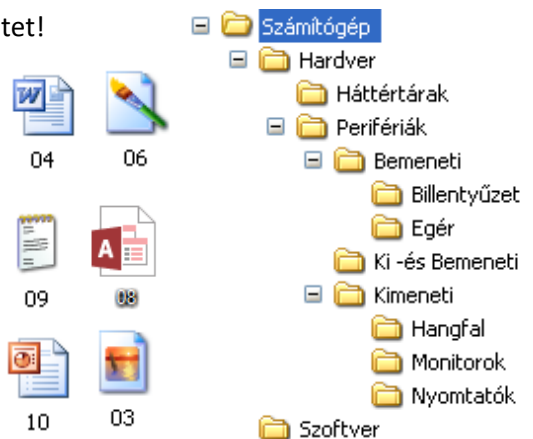 tet!
04 06
09 08
10 03
Számítógép
Hardver
Háttértárak
Perifériák
Bemeneti
Billentyűzet
Egér
Ki -és Bemeneti
Kimeneti
Hangfal
Monitorok
Nyomtatók
Szoftver